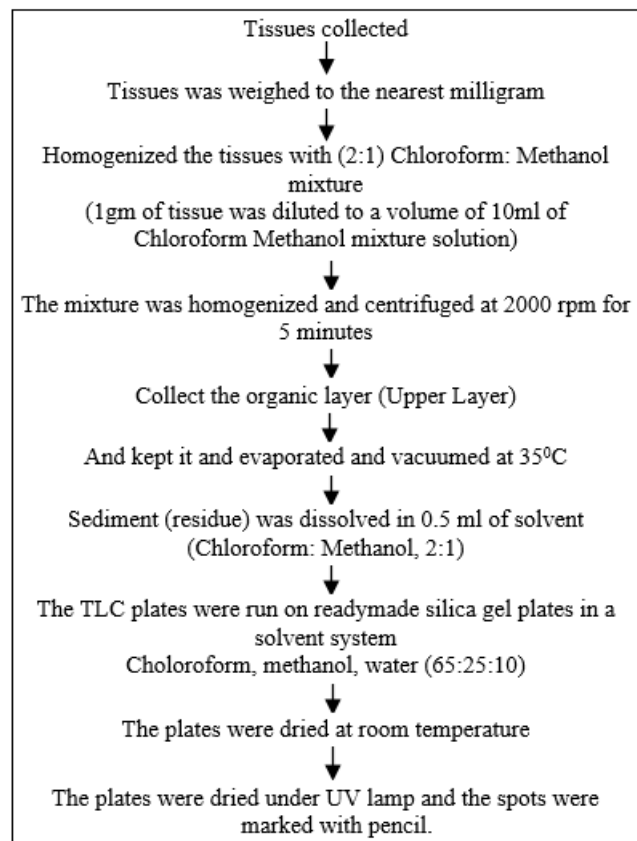 Tissues collected
Tissues was weighed to the nearest milligram
Homogenized the tissues with (2:1) Chloroform: Methanol
mixture
(1gm of tissue was diluted to a volume of 10ml of
Chloroform Methanol mixture solution)
The mixture was homogenized and centrifuged at 2000 rpm for
5 minutes
Collect the organic layer (Upper Layer)
And kept it and evaporated and vacuumed at 35⁰C
Sediment (residue) was dissolved in 0.5 ml of solvent
(Chloroform: Methanol, 2:1)
The TLC plates were run on readymade silica gel plates in a
solvent system
Choloroform, methanol, water (65:25:10)
The plates were dried at room temperature
The plates were dried under UV lamp and the spots were
marked with pencil.